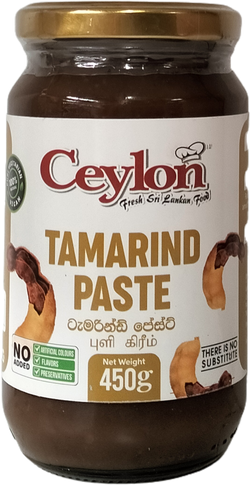 Ceylon
Fresh Sri Lankan Food
TAMARIND
PASTE
ටැමරින්ඩ් පේස්ට්
புளி கிரீம்
NO
ADDED
ARTIFICIAL COLOURS
FLAVORS
PRESERVATIVES
Net Weight
450g
THERE IS NO
SUBSTITUTE